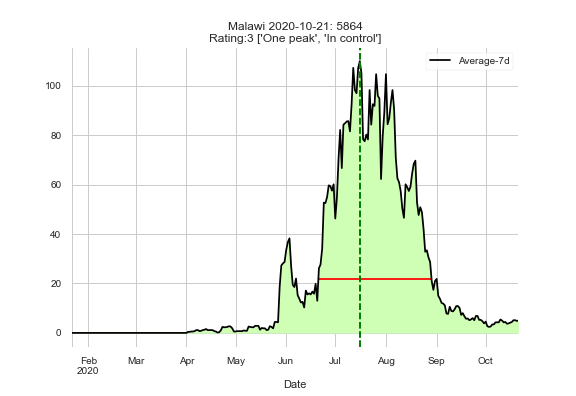 Malawi 2020-10-21: 5864
Rating:3 ['One peak', 'In control']
Average-7d
100
80
60
40
20
0
Feb Mar Apr May Jun Jul Aug Sep Oct
2020
Date